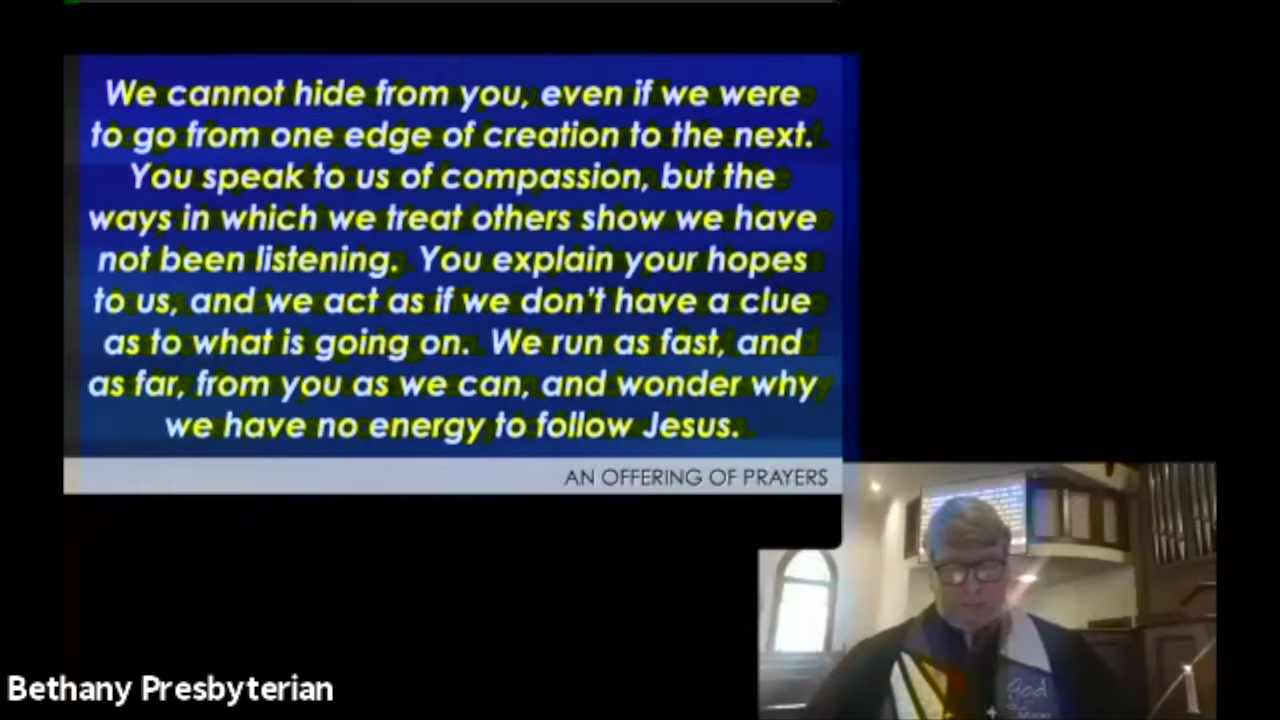 We cannot hide from you, even if we were
to go from one edge of creation to the next.
You speak to us of compassion, but the
ways in which we treat others show we have
not been listening.  You explain your hopes
to us, and we act as if we don't have a clue
as to what is going on.  We run as fast, and
as far, from you as we can, and wonder why
we have no energy to follow Jesus.
AN OFFERING OF PRAYERS
God
Bethany Presbyterian